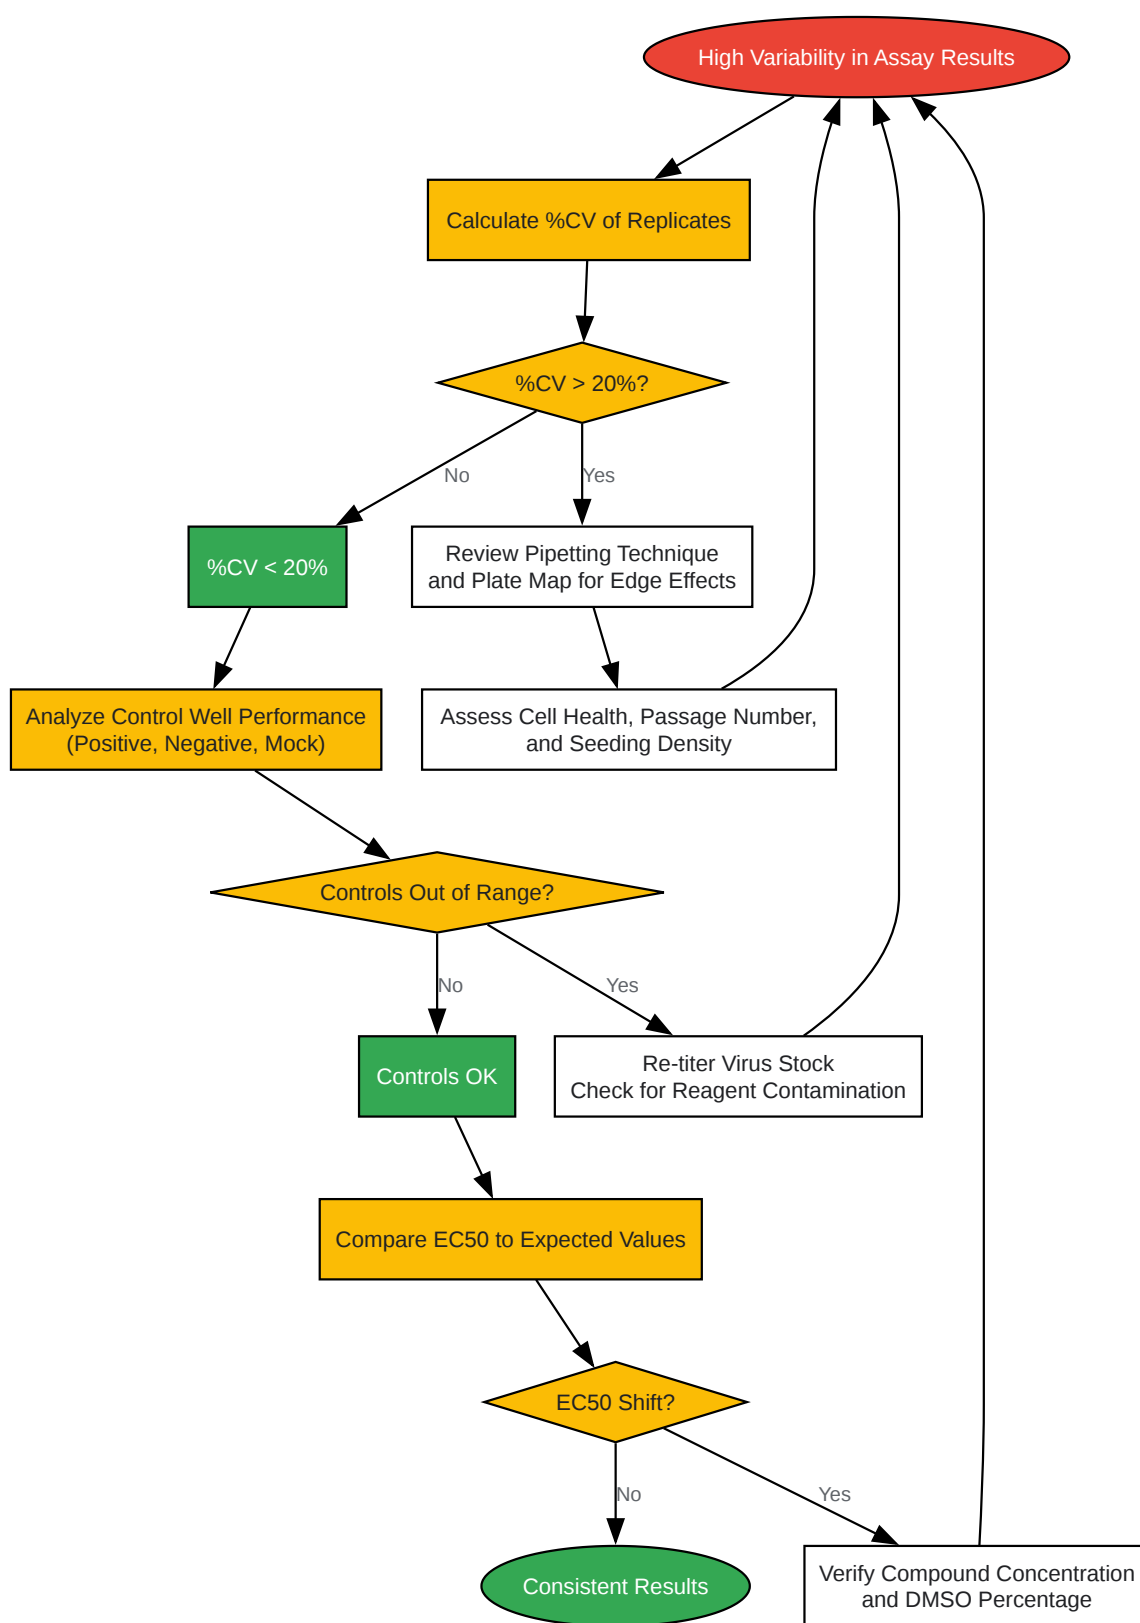 High Variability in Assay Results
Calculate %CV of Replicates
%CV > 20%?
No
Yes
%CV < 20%
Review Pipetting Technique
and Plate Map for Edge Effects
Analyze Control Well Performance
(Positive, Negative, Mock)
Assess Cell Health, Passage Number,
and Seeding Density
Controls Out of Range?
No
Yes
Controls OK
Re-titer Virus Stock
Check for Reagent Contamination
Compare EC50 to Expected Values
EC50 Shift?
No
Yes
Consistent Results
Verify Compound Concentration
and DMSO Percentage